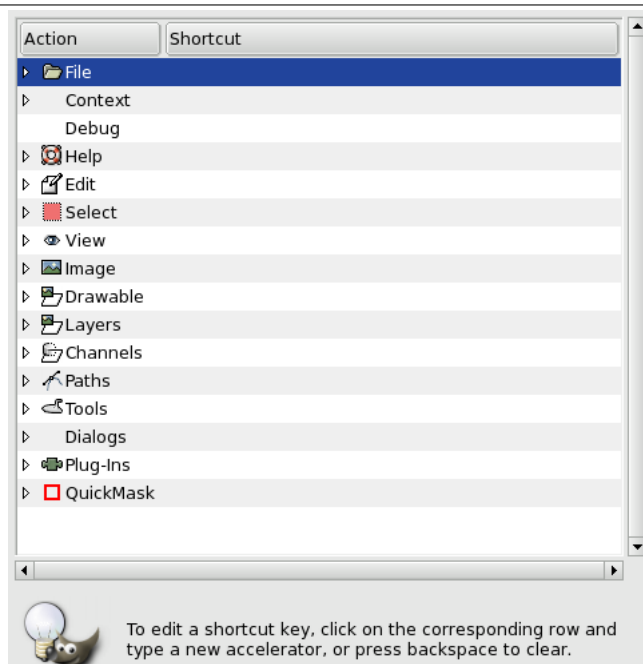 Action Shortcut
File
Context
Debug
Help
Edit
Select
View
Image
Drawable
Layers
Channels
Paths
Tools
Dialogs
Plug-Ins
QuickMask
To edit a shortcut key, click on the corresponding row and
type a new accelerator, or press backspace to clear.